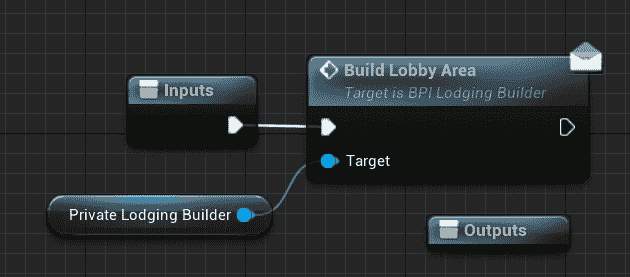 Build Lobby Area
Target is BPI Lodging Builder
Inputs
Target
Private Lodging Builder
Outputs